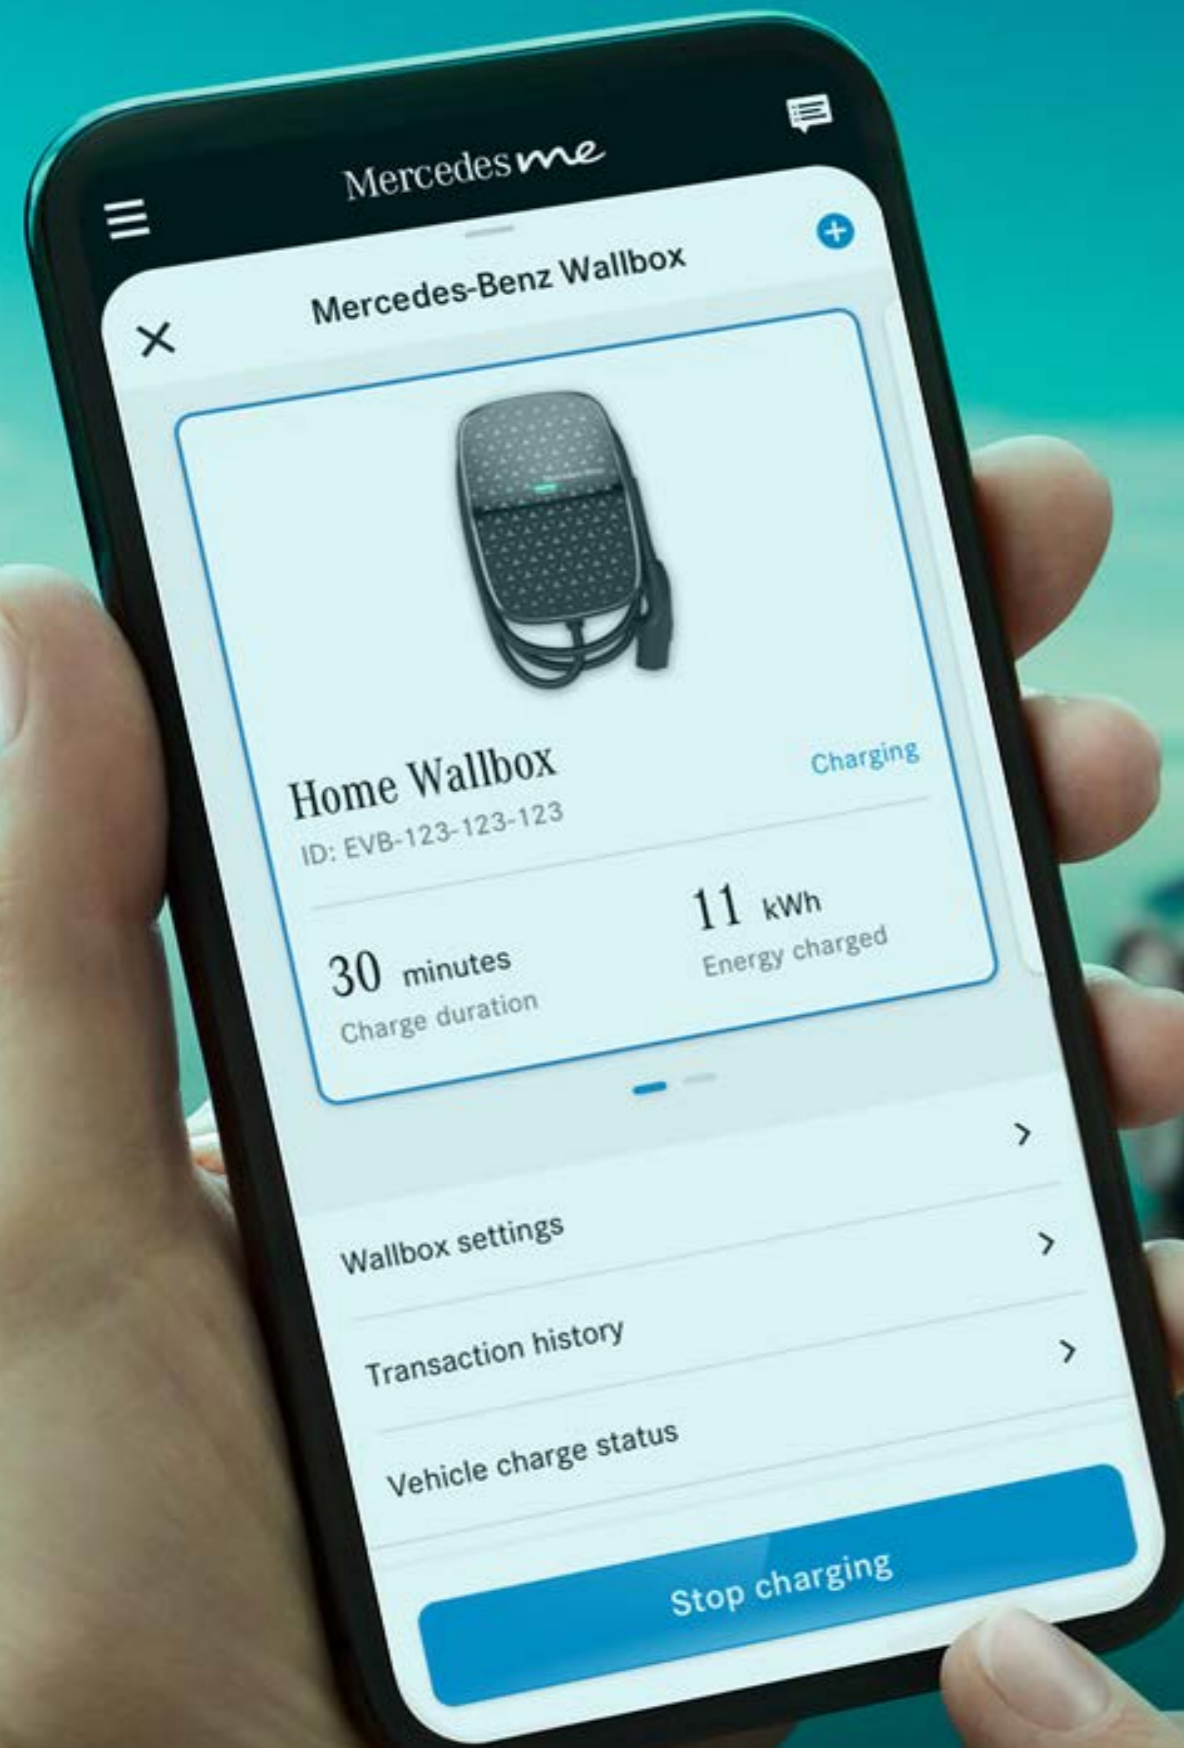 Mercedes me
Mercedes-Benz Wallbox
Home Wallbox
Charging
ID: EVB-123-123-123
30 minutes
Charge duration
11 kWh
Energy charged
Wallbox settings
Transaction history
Vehicle charge status
Stop charging